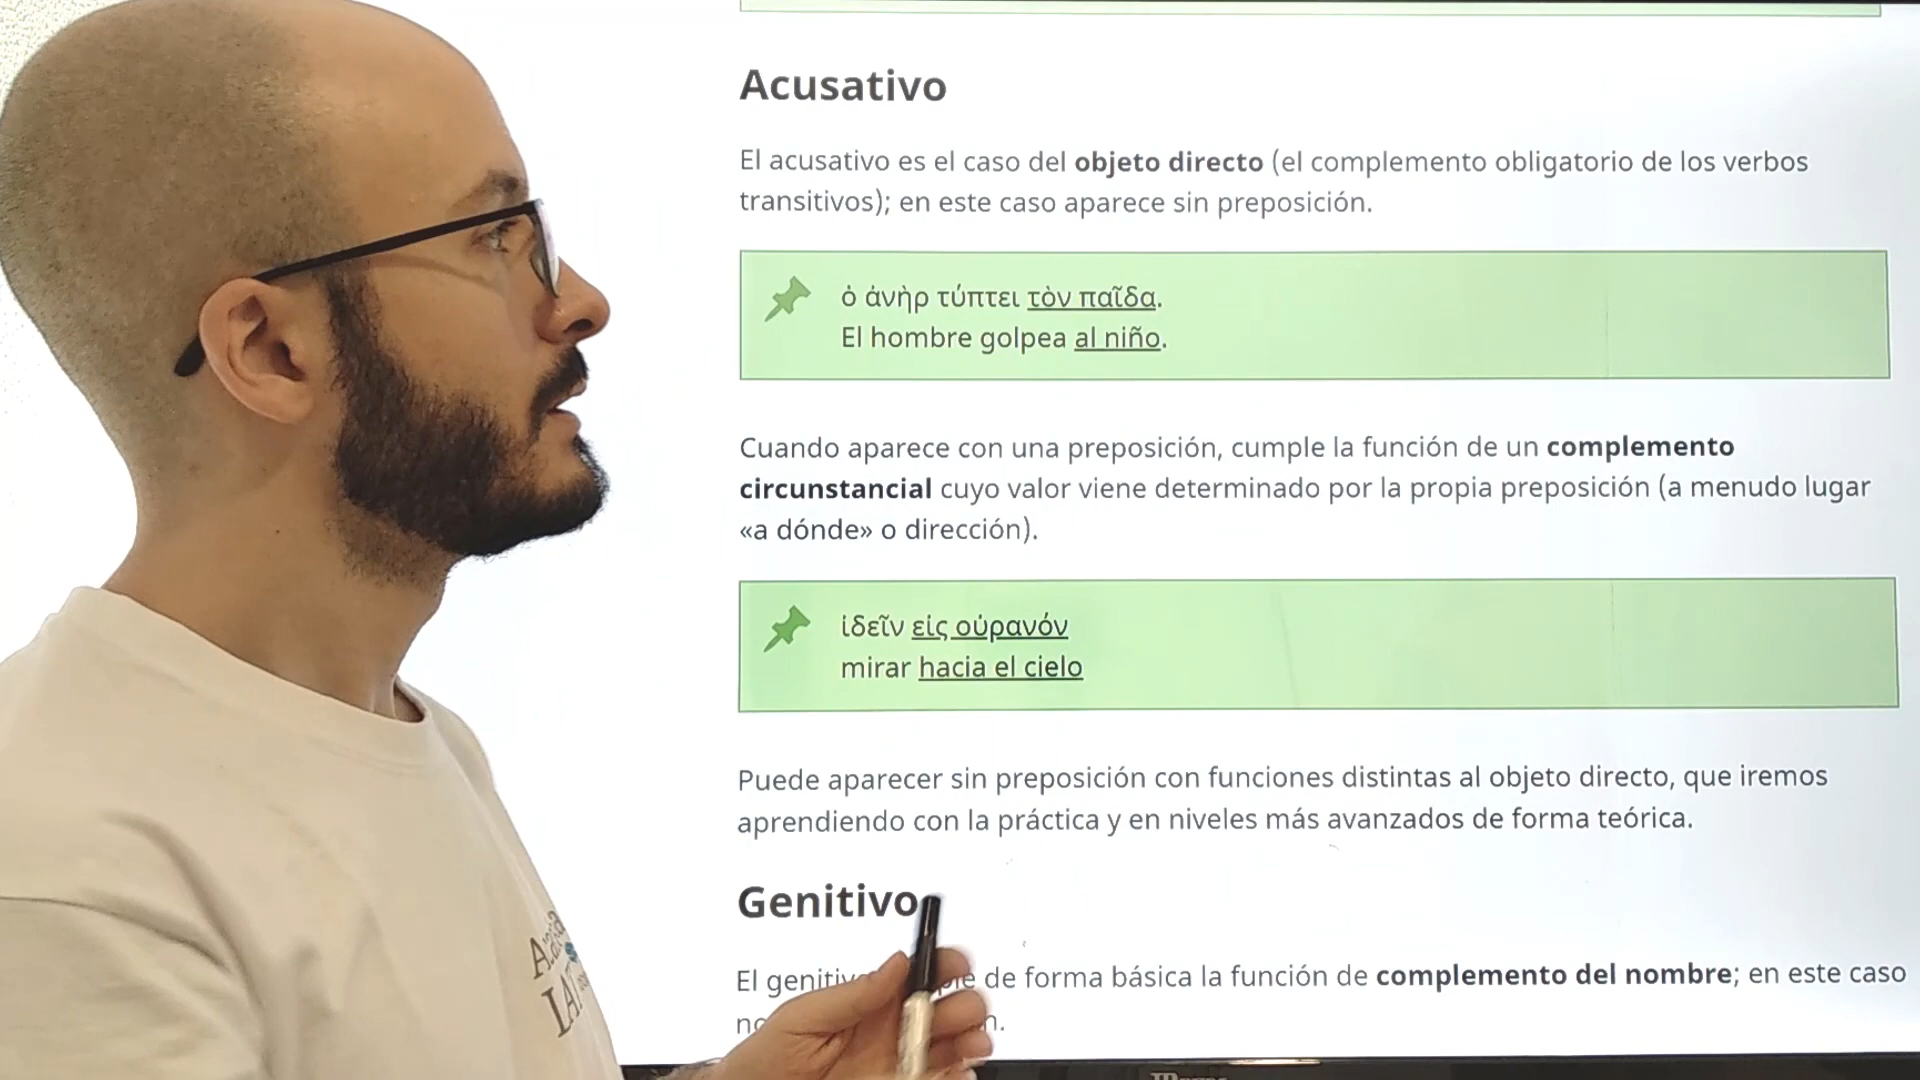 Acusativo
El acusativo es el caso del objeto directo (el complemento obligatorio de los verbos
transitivos); en este caso aparece sin preposición.
ὁ ἀνὴρ τύπτει τὸν παῖδα.
El hombre golpea al niño.
Cuando aparece con una preposición, cumple la función de un complemento
circunstancial cuyo valor viene determinado por la propia preposición (a menudo lugar
«a dónde» o dirección).
ἰδεῖν εἰς οὐρανόν
mirar hacia el cielo
Puede aparecer sin preposición con funciones distintas al objeto directo, que iremos
aprendiendo con la práctica y en niveles más avanzados de forma teórica.
Genitivo
El de forma básica la función de complemento del nombre; en este caso